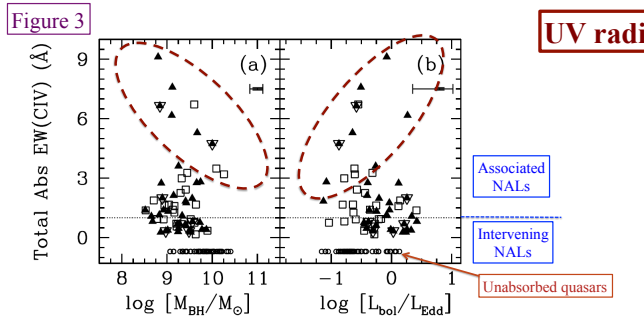 Figure 3
UV radi
Total Abs EW(CIV) (Å)
9
6
3
0
(a)
(b)
8 9 10 11
-1 0 1
log [M_BH/M_⊙]
log [L_bol/L_Edd]
Associated
NALs
Intervening
NALs
Unabsorbed quasars